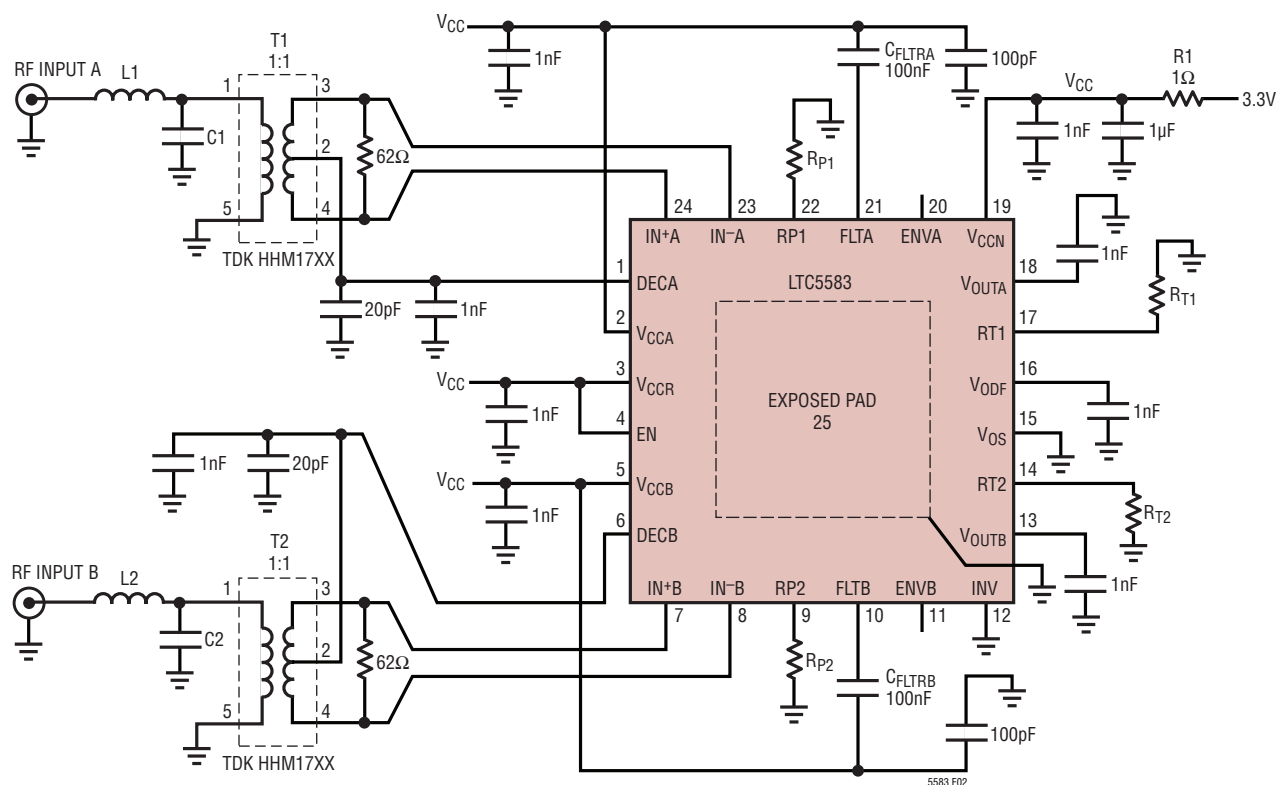 VCC
1nF
CFLTRA
100nF
100pF
R1
1Ω
VCC
3.3V
1nF
1µF
RF INPUT A
L1
C1
T1
1:1
1
3
2
5
4
62Ω
TDK HHM17XX
RP1
24
23
22
21
20
19
IN+A
IN–A
RP1
FLTA
ENVA
VCCN
LTC5583
1
DECA
20pF
1nF
2
VCCA
VCC
3
VCCR
1nF
4
EN
VCC
5
VCCB
1nF
6
DECB
EXPOSED PAD
25
18
VOUTA
1nF
17
RT1
RT1
16
VODF
1nF
15
VOS
14
RT2
RT2
13
VOUTB
1nF
IN+B
IN–B
RP2
FLTB
ENVB
INV
7
8
9
10
11
12
1nF
20pF
RF INPUT B
L2
C2
T2
1:1
1
3
2
5
4
62Ω
TDK HHM17XX
RP2
CFLTRB
100nF
100pF
5583 F02